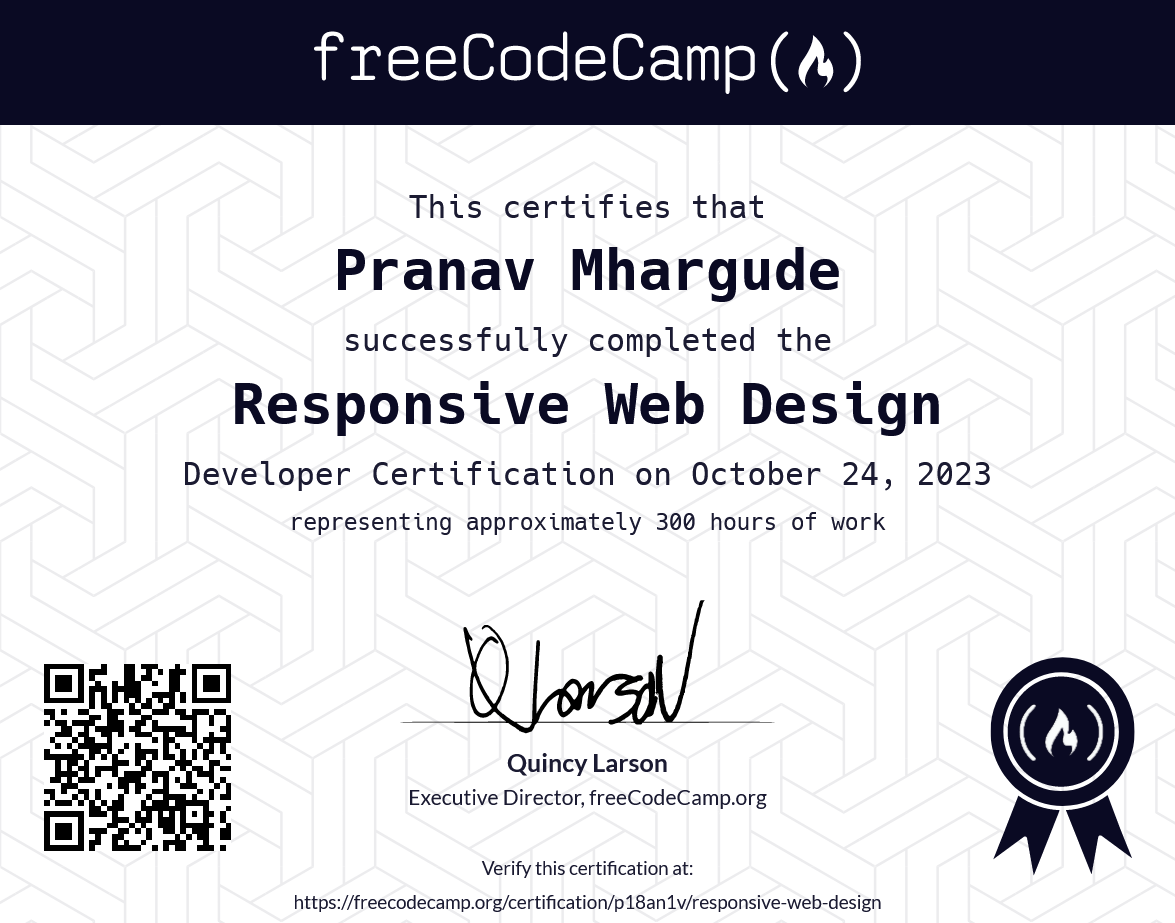 freeCodeCamp
This certifies that
Pranav Mhargude
successfully completed the
Responsive Web Design
Developer Certification on October 24, 2023
representing approximately 300 hours of work
Quincy Larson
Executive Director, freeCodeCamp.org
Verify this certification at:
https://freecodecamp.org/certification/p18an1v/responsive-web-design